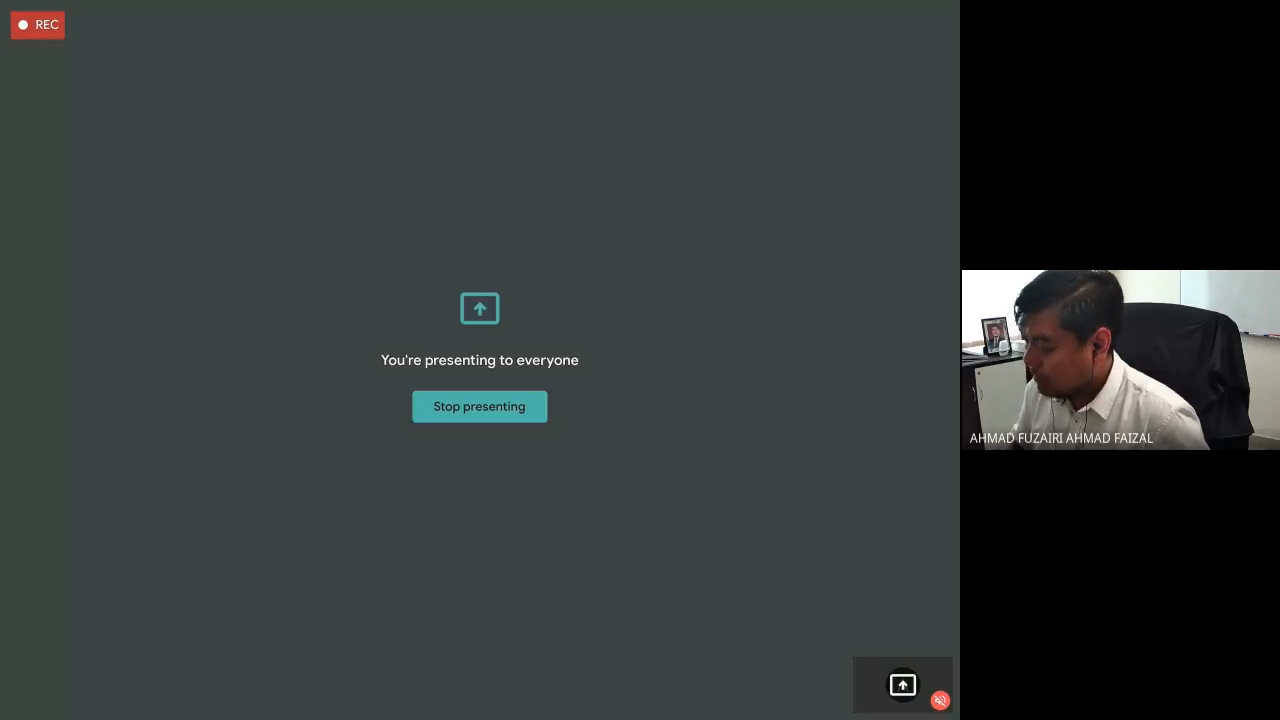 REC
You're presenting to everyone
Stop presenting
AHMAD FUZAIRI AHMAD FAIZAL